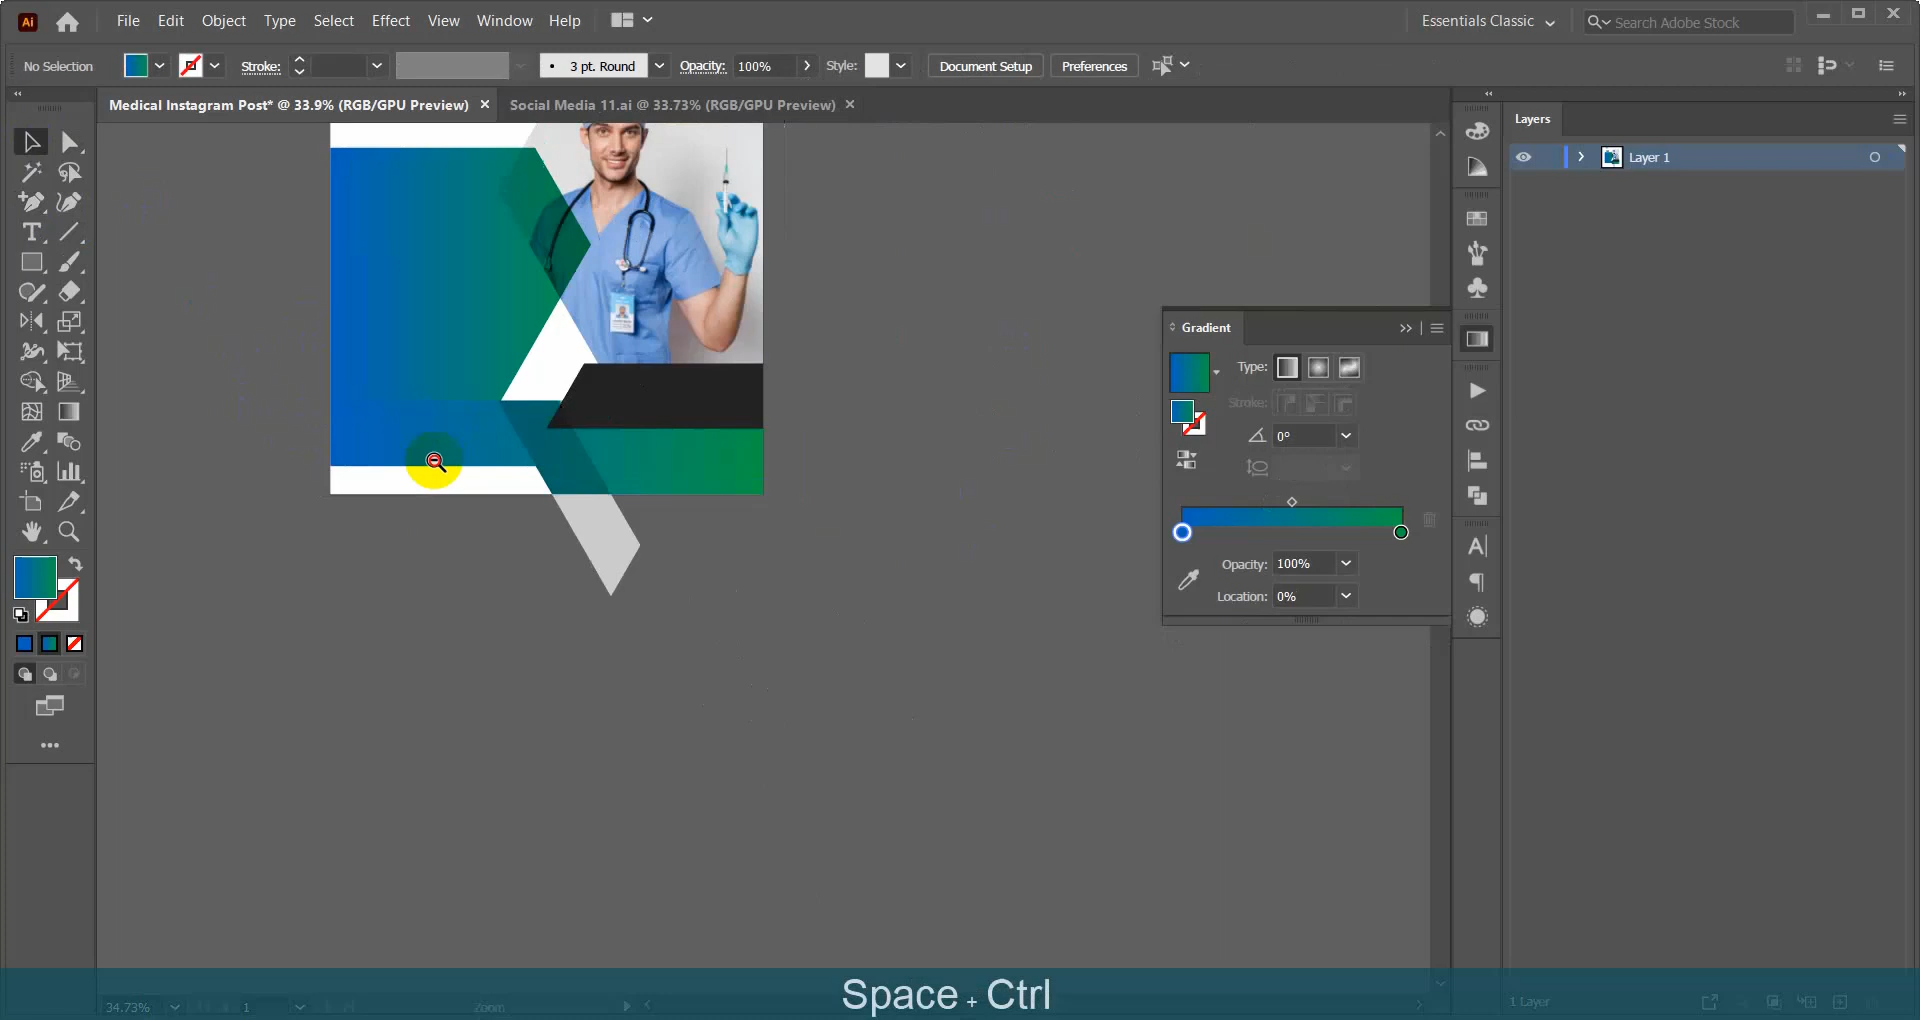 Ai File Edit Object Type Select Effect View Window Help Essentials Classic Search Adobe Stock
No Selection Stroke: 3 pt. Round Opacity: 100% Style: Document Setup Preferences
Medical Instagram Post* @ 33.9% (RGB/GPU Preview) Social Media 11.ai @ 33.73% (RGB/GPU Preview)
Layers
Layer 1
Gradient
Type:
Stroke:
0°
Opacity: 100%
Location: 0%
Space + Ctrl
34.73% 1 Zoom 1 Layer